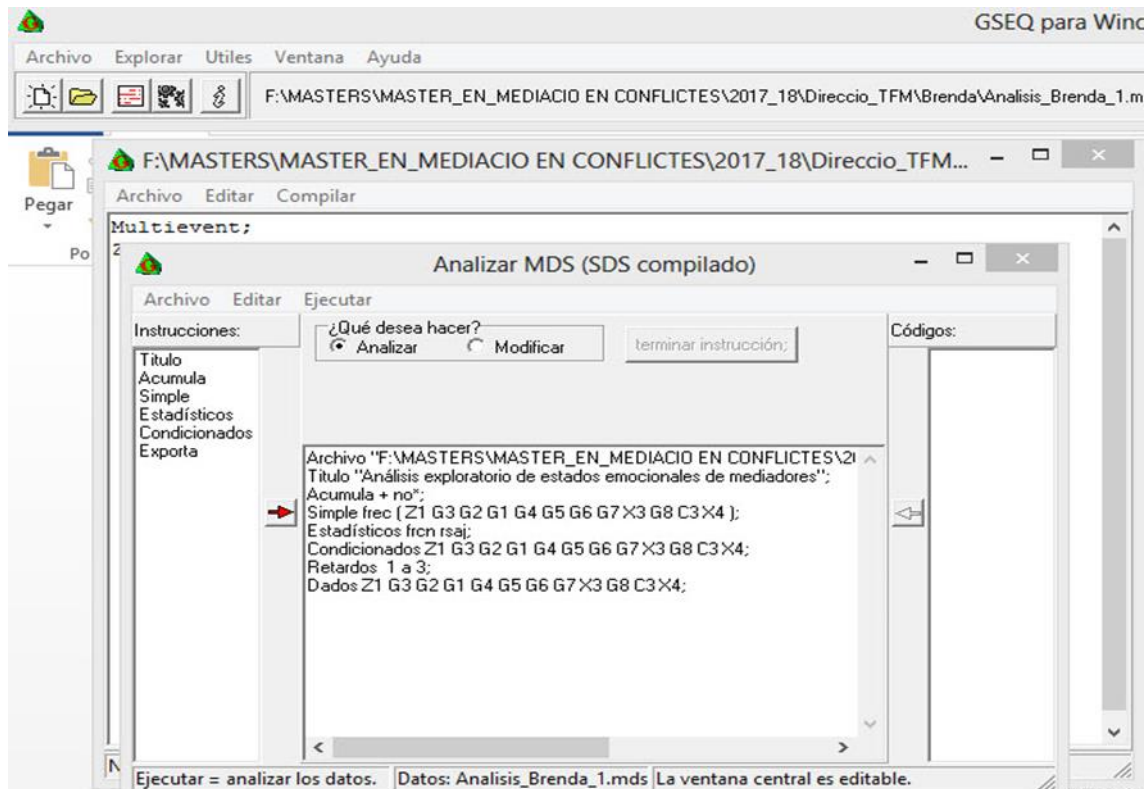 GSEQ para Wind
Archivo Explorar Utiles Ventana Ayuda
F:\MASTERS\MASTER_EN_MEDIACIO EN CONFLICTES\2017_18\Direccio_TFM\Brenda\Analisis_Brenda_1.m
Pegar
Po
F:\MASTERS\MASTER_EN_MEDIACIO EN CONFLICTES\2017_18\Direccio_TFM...
Archivo Editar Compilar
Multievent;
Analizar MDS (SDS compilado)
Archivo Editar Ejecutar
Instrucciones:
Título
Acumula
Simple
Estadísticos
Condicionados
Exporta
¿Qué desea hacer?
Analizar Modificar
terminar instrucción;
Códigos:
Archivo "F:\MASTERS\MASTER_EN_MEDIACIO EN CONFLICTES\2
Título "Análisis exploratorio de estados emocionales de mediadores";
Acumula + no*;
Simple frec ( Z1 G3 G2 G1 G4 G5 G6 G7 X3 G8 C3 X4 );
Estadísticos frcn rsaj;
Condicionados Z1 G3 G2 G1 G4 G5 G6 G7 X3 G8 C3 X4;
Retardos 1 a 3;
Dados Z1 G3 G2 G1 G4 G5 G6 G7 X3 G8 C3 X4;
N
Ejecutar = analizar los datos. Datos: Analisis_Brenda_1.mds La ventana central es editable.